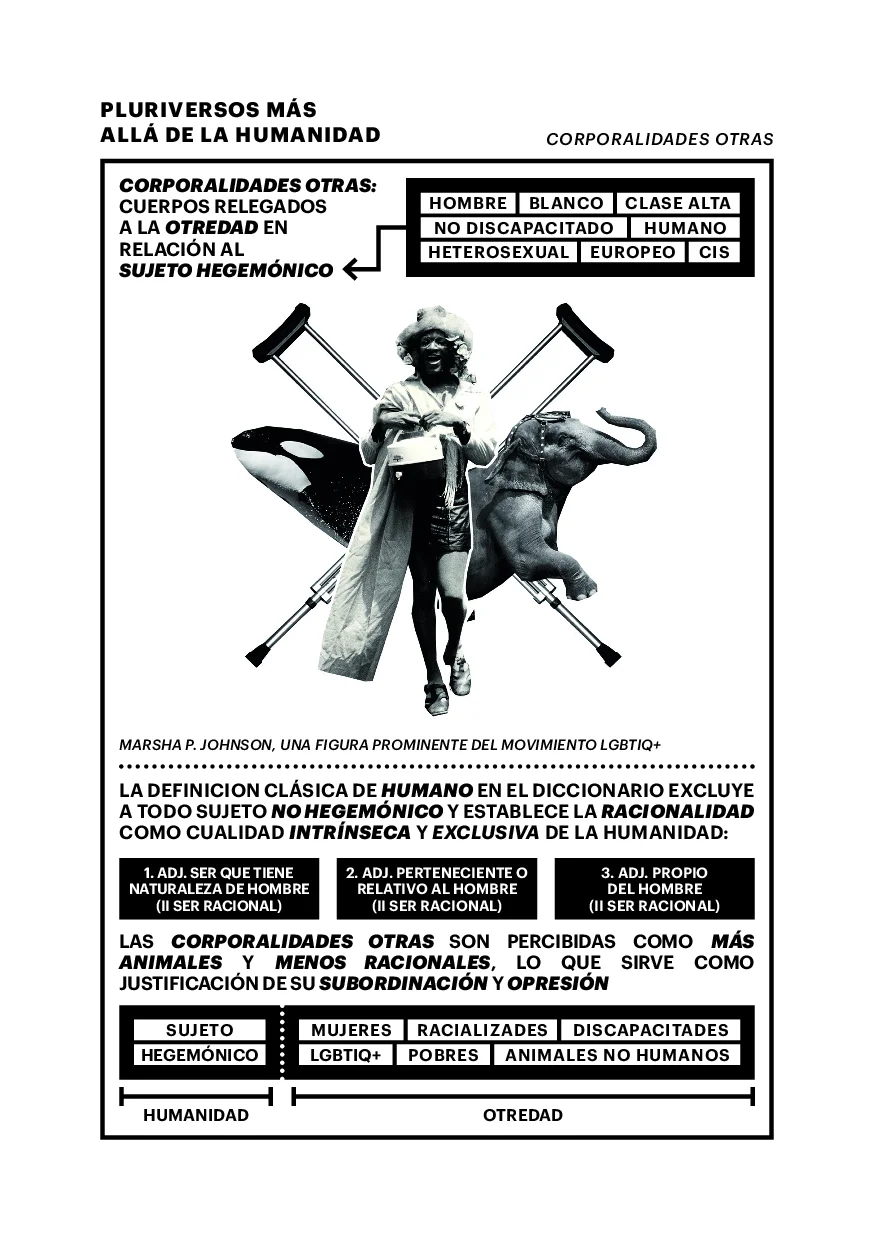 PLURIVERSOS MÁS
ALLÁ DE LA HUMANIDAD
CORPORALIDADES OTRAS
CORPORALIDADES OTRAS:
CUERPOS RELEGADOS
A LA OTREDAD EN
RELACIÓN AL
SUJETO HEGEMÓNICO
HOMBRE BLANCO CLASE ALTA
NO DISCAPACITADO HUMANO
HETEROSEXUAL EUROPEO CIS
MARSHA P. JOHNSON, UNA FIGURA PROMINENTE DEL MOVIMIENTO LGBTIQ+
LA DEFINICION CLÁSICA DE HUMANO EN EL DICCIONARIO EXCLUYE
A TODO SUJETO NO HEGEMÓNICO Y ESTABLECE LA RACIONALIDAD
COMO CUALIDAD INTRÍNSECA Y EXCLUSIVA DE LA HUMANIDAD:
1. ADJ. SER QUE TIENE
NATURALEZA DE HOMBRE
(II SER RACIONAL)
2. ADJ. PERTENECIENTE O
RELATIVO AL HOMBRE
(II SER RACIONAL)
3. ADJ. PROPIO
DEL HOMBRE
(II SER RACIONAL)
LAS CORPORALIDADES OTRAS SON PERCIBIDAS COMO MÁS
ANIMALES Y MENOS RACIONALES, LO QUE SIRVE COMO
JUSTIFICACIÓN DE SU SUBORDINACIÓN Y OPRESIÓN
SUJETO
HEGEMÓNICO
MUJERES RACIALIZADES DISCAPACITADES
LGBTIQ+ POBRES ANIMALES NO HUMANOS
HUMANIDAD
OTREDAD